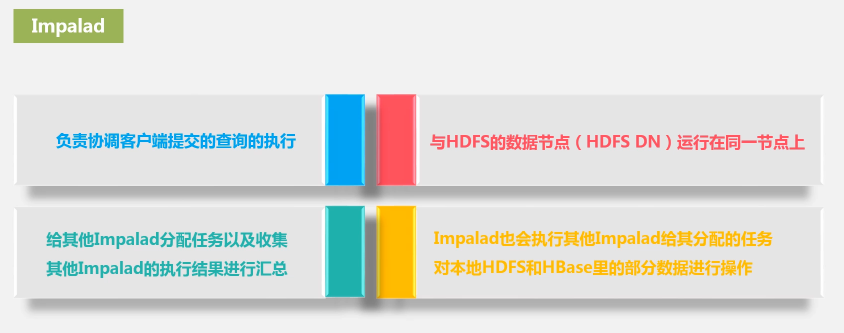 Impalad
负责协调客户端提交的查询的执行
与HDFS的数据节点（HDFS DN）运行在同一节点上
给其他Impalad分配任务以及收集
其他Impalad的执行结果进行汇总
Impalad也会执行其他Impalad给其分配的任务
对本地HDFS和HBase里的部分数据进行操作